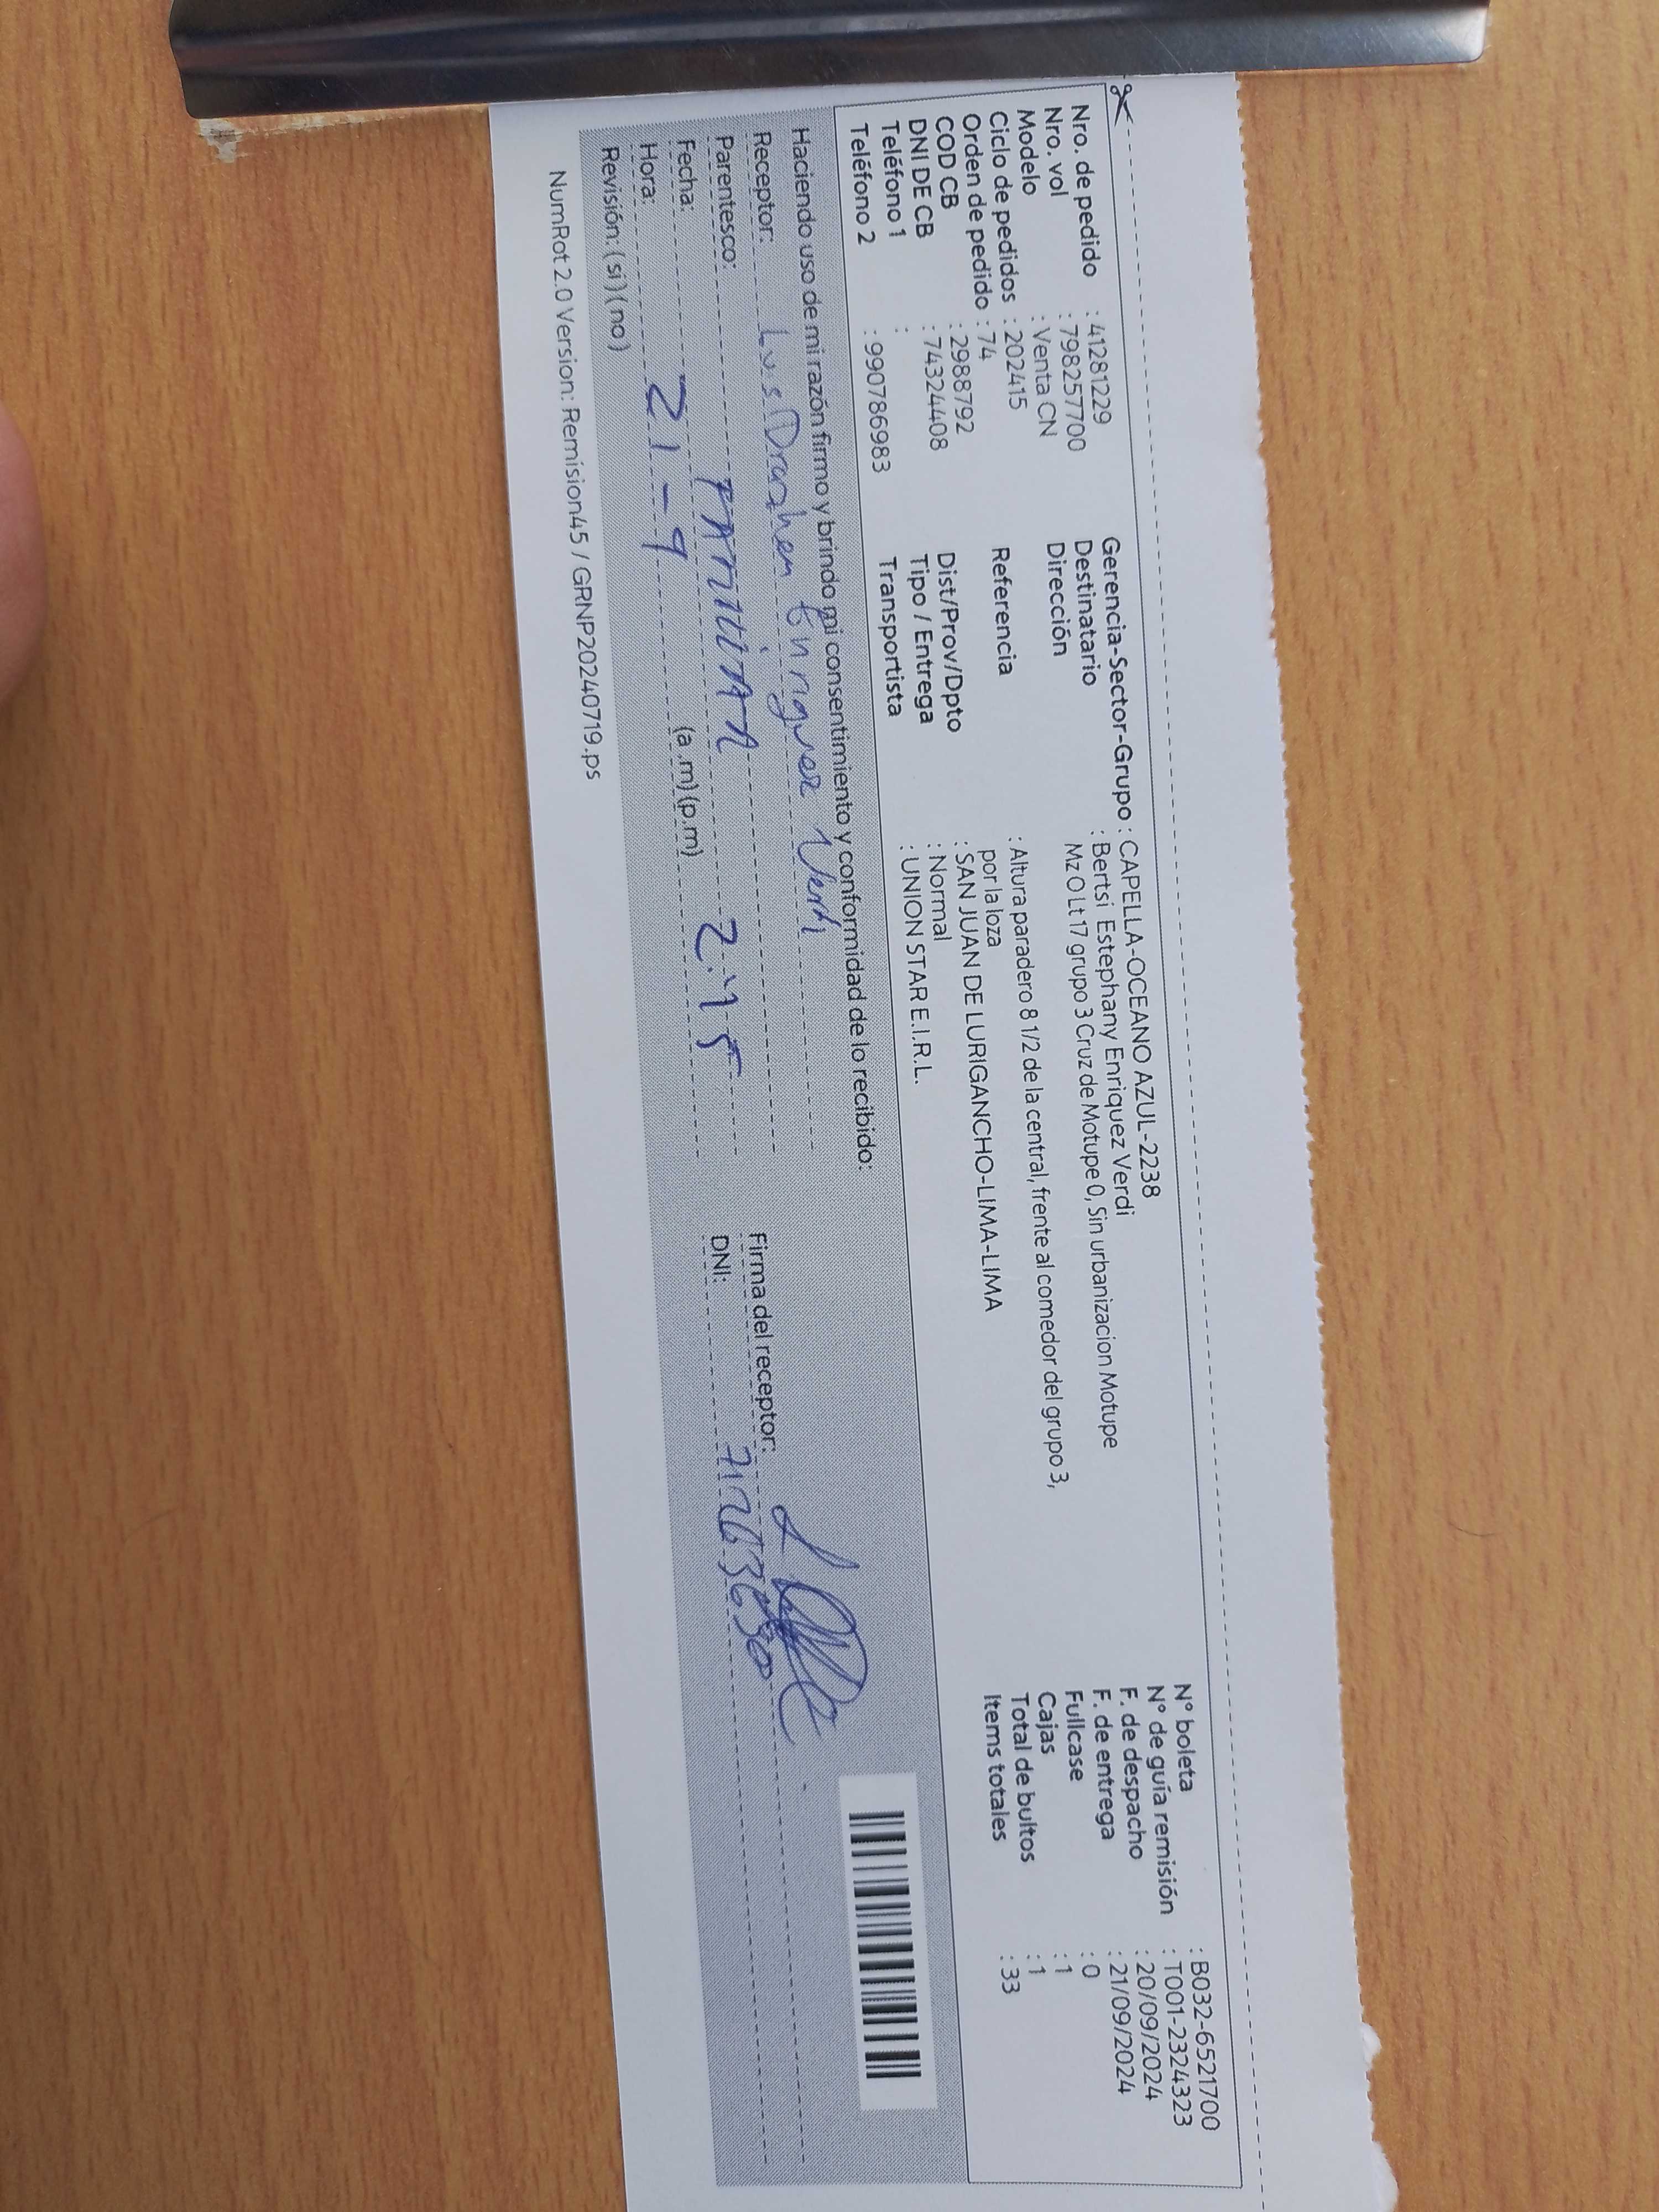 Nro. de pedido : 41281229
Nro. vol : 798257700
Modelo : Venta CN
Ciclo de pedidos : 202415
Orden de pedido : 74
COD CB : 29888792
DNI DE CB : 74324408
Teléfono 1 :
Teléfono 2 : 990786983
Gerencia-Sector-Grupo : CAPELLA-OCEANO AZUL-2238
Destinatario : Bertsi Estephany Enriquez Verdi
Dirección Mz O Lt 17 grupo 3 Cruz de Motupe 0, Sin urbanizacion Motupe
Referencia : Altura paradero 8 1/2 de la central, frente al comedor del grupo 3,
por la loza
Dist/Prov/Dpto : SAN JUAN DE LURIGANCHO-LIMA-LIMA
Tipo / Entrega : Normal
Transportista : UNION STAR E.I.R.L.
N° boleta : B032-6521700
N° de guía remisión : T001-2324323
F. de despacho : 20/09/2024
F. de entrega : 21/09/2024
Fullcase : 0
Cajas : 1
Total de bultos : 1
Items totales : 33
Haciendo uso de mi razón firmo y brindo mi consentimiento y conformidad de lo recibido:
Receptor: Luis Enriquez Verdi
Parentesco:
Fecha: 21-9
Hora: (a .m) (p.m) 2:45
Revisión: (si) (no)
Firma del receptor:
DNI:
NumRot 2.0 Version: Remision45 / GRNP20240719.ps